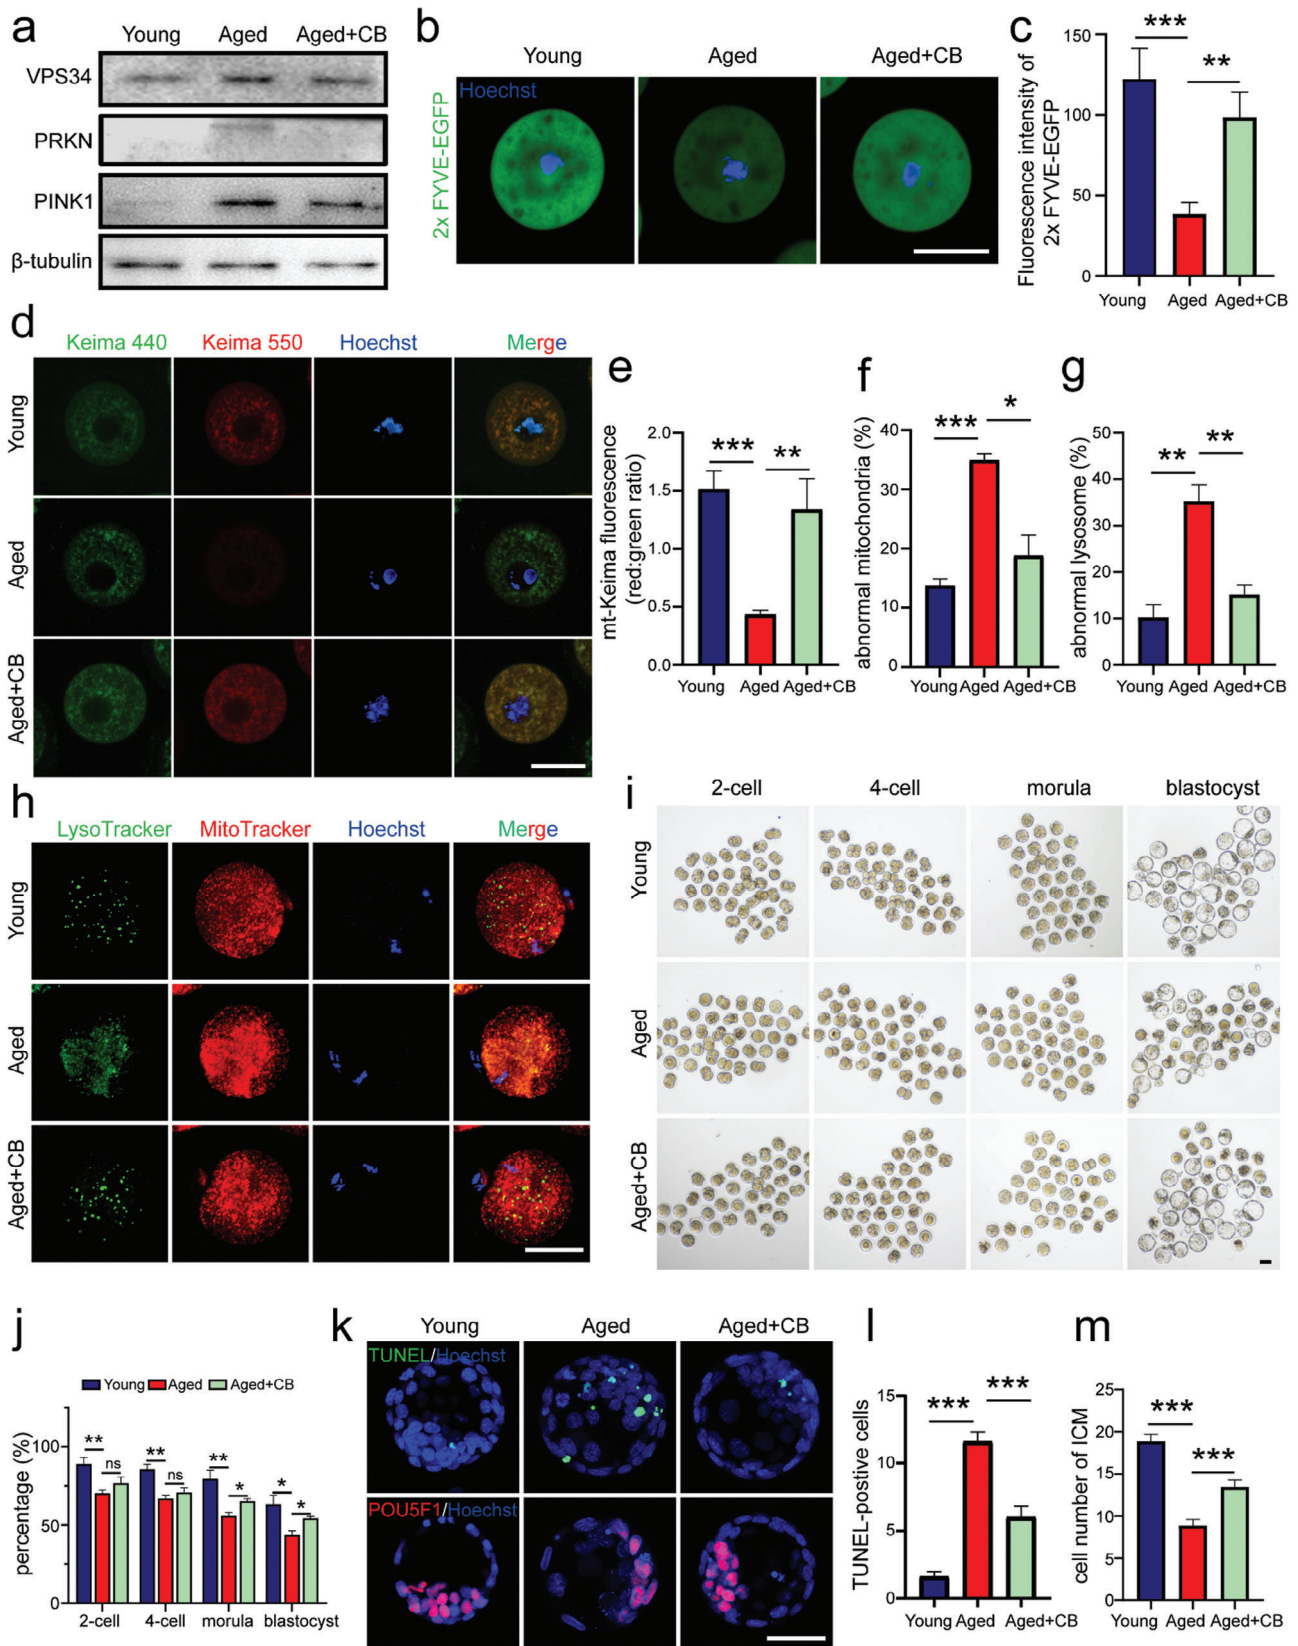 a
Young Aged Aged+CB
VPS34
PRKN
PINK1
β-tubulin
b
Young Aged Aged+CB
2x FYVE-EGFP
Hoechst
c
Fluorescence intensity of
2x FYVE-EGFP
150
100
50
0
*** **
Young Aged Aged+CB
d
Keima 440 Keima 550 Hoechst Merge
Young
Aged
Aged+CB
e
mt-Keima fluorescence
(red:green ratio)
2.0
1.5
1.0
0.5
0.0
*** **
Young Aged Aged+CB
f
abnormal mitochondria (%)
40
30
20
10
0
*** *
Young Aged Aged+CB
g
abnormal lysosome (%)
50
40
30
20
10
0
** **
Young Aged Aged+CB
h
LysoTracker MitoTracker Hoechst Merge
Young
Aged
Aged+CB
i
2-cell 4-cell morula blastocyst
Young
Aged
Aged+CB
j
Young Aged Aged+CB
percentage (%)
100
50
0
** ns ** ns ** * * *
2-cell 4-cell morula blastocyst
k
Young Aged Aged+CB
TUNEL/Hoechst
POU5F1/Hoechst
l
TUNEL-postive cells
15
10
5
0
*** ***
Young Aged Aged+CB
m
cell number of ICM
25
20
15
10
5
0
*** ***
Young Aged Aged+CB